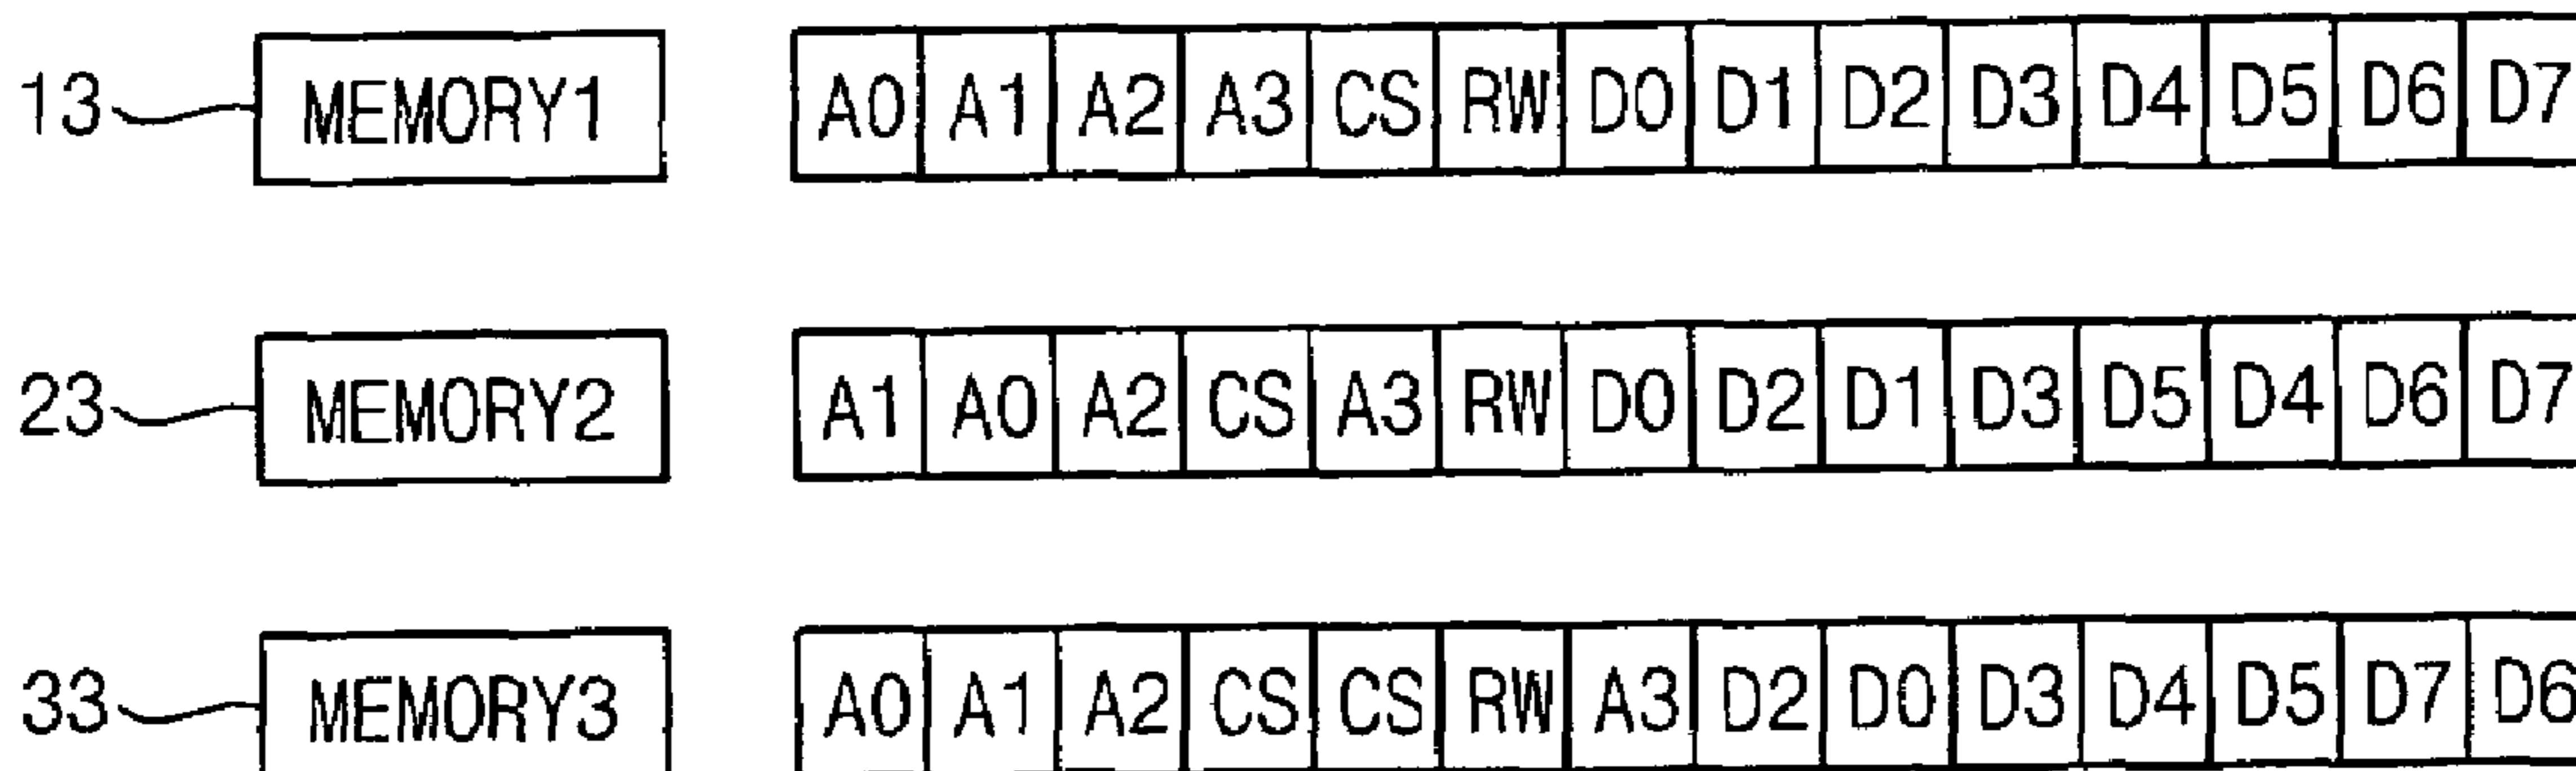 13 MEMORY1 A0 A1 A2 A3 CS RW D0 D1 D2 D3 D4 D5 D6 D7
23 MEMORY2 A1 A0 A2 CS A3 RW D0 D2 D1 D3 D5 D4 D6 D7
33 MEMORY3 A0 A1 A2 CS CS RW A3 D2 D0 D3 D4 D5 D7 D6